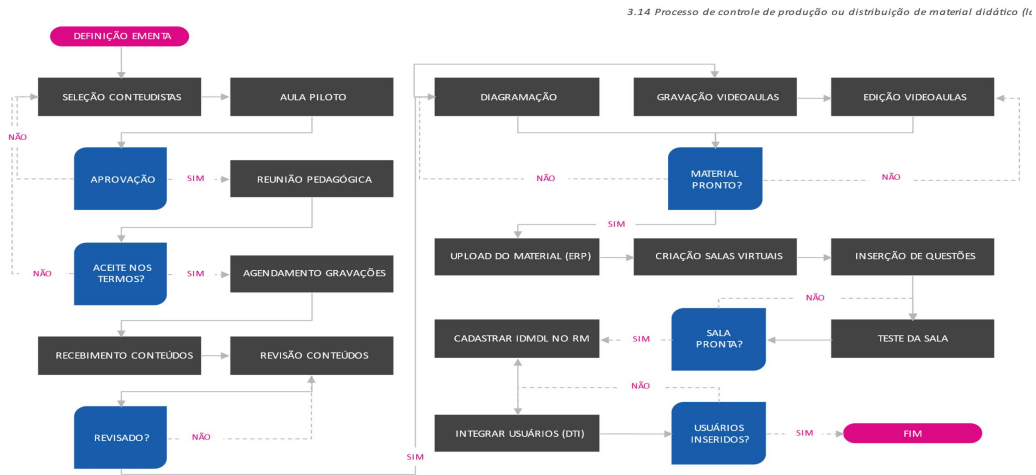 3.14 Processo de controle de produção ou distribuição de material didático
DEFINIÇÃO EMENTA
SELEÇÃO CONTEUDISTAS
AULA PILOTO
NÃO
APROVAÇÃO
SIM
REUNIÃO PEDAGÓGICA
ACEITE NOS
TERMOS?
NÃO
SIM
AGENDAMENTO GRAVAÇÕES
RECEBIMENTO CONTEÚDOS
REVISÃO CONTEÚDOS
REVISADO?
NÃO
SIM
DIAGRAMAÇÃO
GRAVAÇÃO VIDEOAULAS
EDIÇÃO VIDEOAULAS
NÃO
MATERIAL
PRONTO?
NÃO
SIM
UPLOAD DO MATERIAL (ERP)
CRIAÇÃO SALAS VIRTUAIS
INSERÇÃO DE QUESTÕES
NÃO
CADASTRAR IDMDL NO RM
SIM
SALA
PRONTA?
TESTE DA SALA
NÃO
INTEGRAR USUÁRIOS (DTI)
USUÁRIOS
INSERIDOS?
SIM
FIM